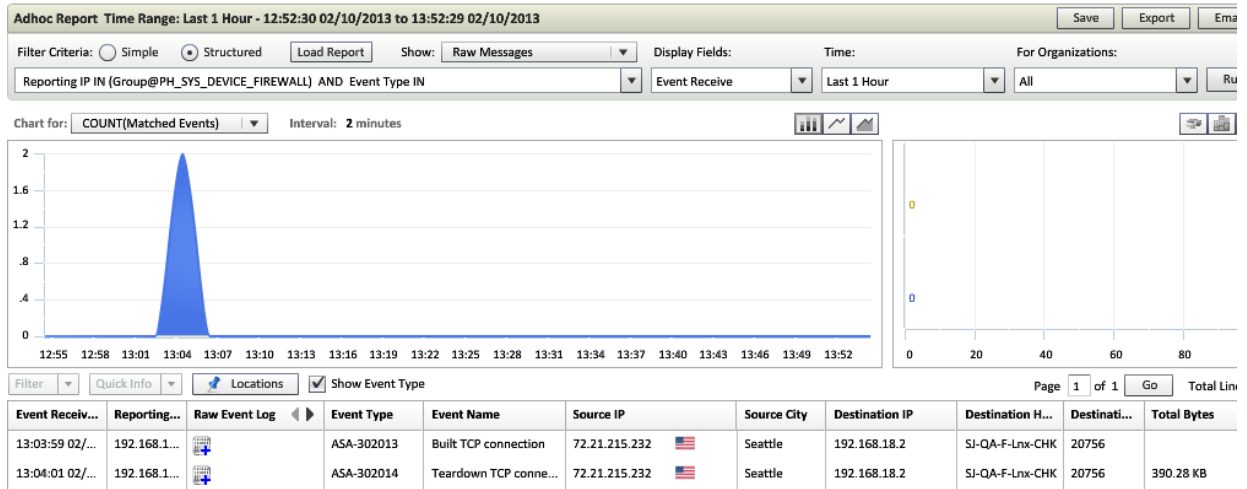 Adhoc Report Time Range: Last 1 Hour - 12:52:30 02/10/2013 to 13:52:29 02/10/2013 Save Export Ema
Filter Criteria: Simple Structured Load Report Show: Raw Messages Display Fields: Time: For Organizations:
Reporting IP IN (Group@PH_SYS_DEVICE_FIREWALL) AND Event Type IN Event Receive Last 1 Hour All Ru
Chart for: COUNT(Matched Events) Interval: 2 minutes
2
1.6
1.2
.8
.4
0
12:55 12:58 13:01 13:04 13:07 13:10 13:13 13:16 13:19 13:22 13:25 13:28 13:31 13:34 13:37 13:40 13:43 13:46 13:49 13:52
0
0
0 20 40 60 80
Filter Quick Info Locations Show Event Type Page 1 of 1 Go Total Line
Event Receiv... Reporting... Raw Event Log Event Type Event Name Source IP Source City Destination IP Destination H... Destinati... Total Bytes
13:03:59 02/... 192.168.1... ASA-302013 Built TCP connection 72.21.215.232 Seattle 192.168.18.2 SJ-QA-F-Lnx-CHK 20756
13:04:01 02/... 192.168.1... ASA-302014 Teardown TCP conne... 72.21.215.232 Seattle 192.168.18.2 SJ-QA-F-Lnx-CHK 20756 390.28 KB